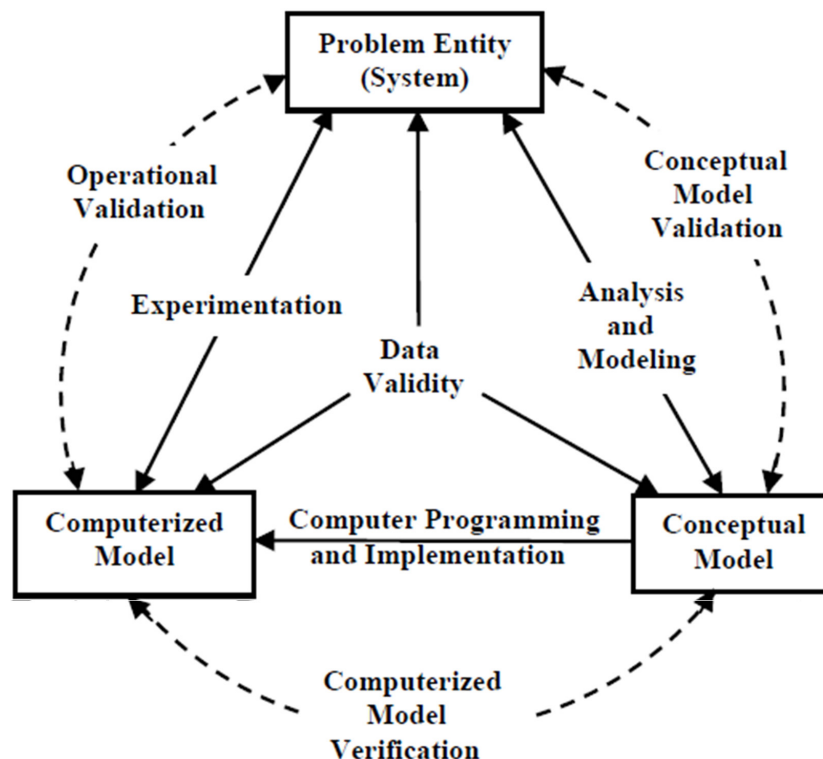 Problem Entity
(System)
Operational
Validation
Conceptual
Model
Validation
Experimentation
Analysis
and
Modeling
Data
Validity
Computerized
Model
Computer Programming
and Implementation
Conceptual
Model
Computerized
Model
Verification